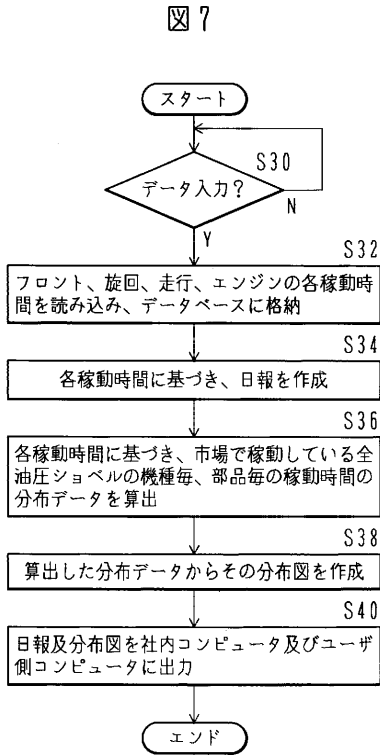 図7
スタート
S30
データ入力?
N
Y
S32
フロント、旋回、走行、エンジンの各稼動時
間を読み込み、データベースに格納
S34
各稼動時間に基づき、日報を作成
S36
各稼動時間に基づき、市場で稼動している全
油圧ショベルの機種毎、部品毎の稼動時間の
分布データを算出
S38
算出した分布データからその分布図を作成
S40
日報及分布図を社内コンピュータ及びユーザ
側コンピュータに出力
エンド